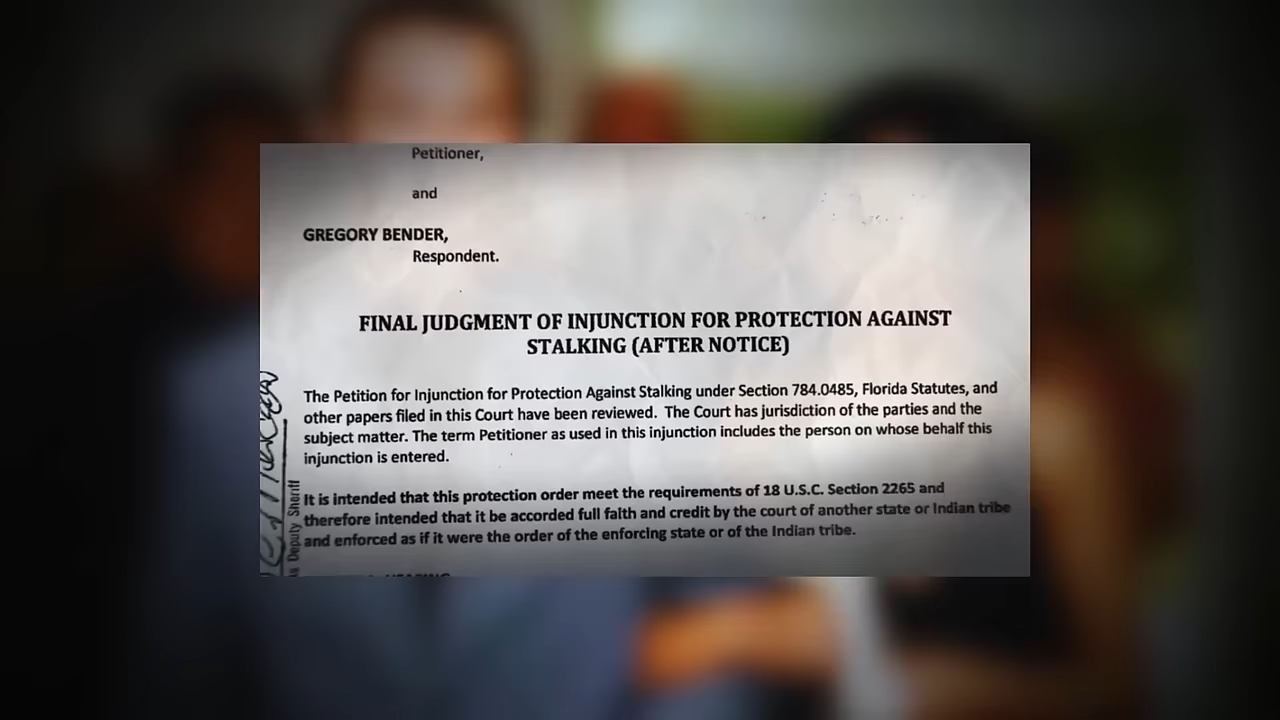 Petitioner,
and
GREGORY BENDER,
Respondent.
FINAL JUDGMENT OF INJUNCTION FOR PROTECTION AGAINST
STALKING (AFTER NOTICE)
The Petition for Injunction for Protection Against Stalking under Section 784.0485, Florida Statutes, and
other papers filed in this Court have been reviewed. The Court has jurisdiction of the parties and the
subject matter. The term Petitioner as used in this injunction includes the person on whose behalf this
injunction is entered.
It is intended that this protection order meet the requirements of 18 U.S.C. Section 2265 and
therefore intended that it be accorded full faith and credit by the court of another state or Indian tribe
and enforced as if it were the order of the enforcing state or of the Indian tribe.
As Deputy Sheriff